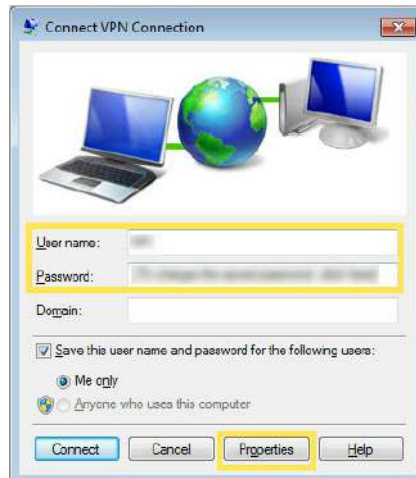 Connect VPN Connection
User name:
Password:
Domain:
Save this user name and password for the following users:
Me only
Anyone who uses this computer
Connect Cancel Properties Help